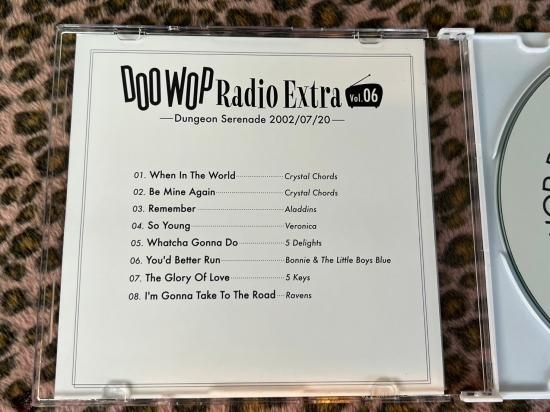 DOO WOP Radio Extra Vol.06
Dungeon Serenade 2002/07/20
01. When In The World Crystal Chords
02. Be Mine Again Crystal Chords
03. Remember Aladdins
04. So Young Veronica
05. Whatcha Gonna Do 5 Delights
06. You'd Better Run Bonnie & The Little Boys Blue
07. The Glory Of Love 5 Keys
08. I'm Gonna Take To The Road Ravens